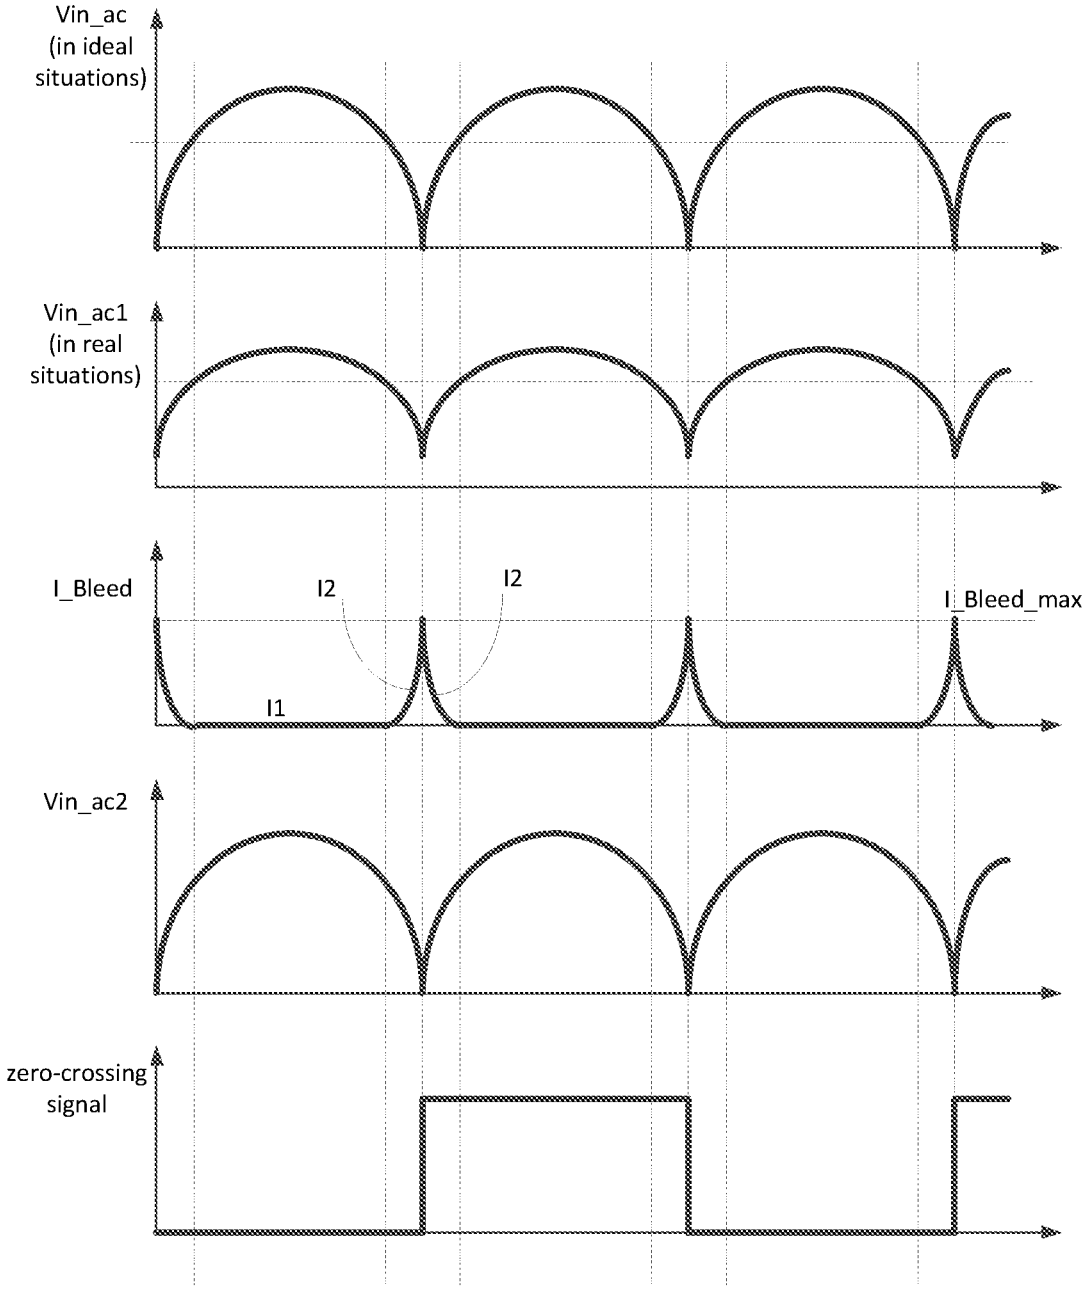 Vin_ac
(in ideal
situations)
Vin_ac1
(in real
situations)
I_Bleed
I2
I2
I_Bleed_max
I1
Vin_ac2
zero-crossing
signal